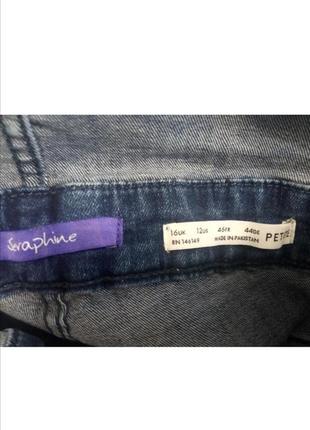 Seraphine
16UK 12US 46FR 44DE
RN 146149 MADE IN PAKISTAN
PETITE